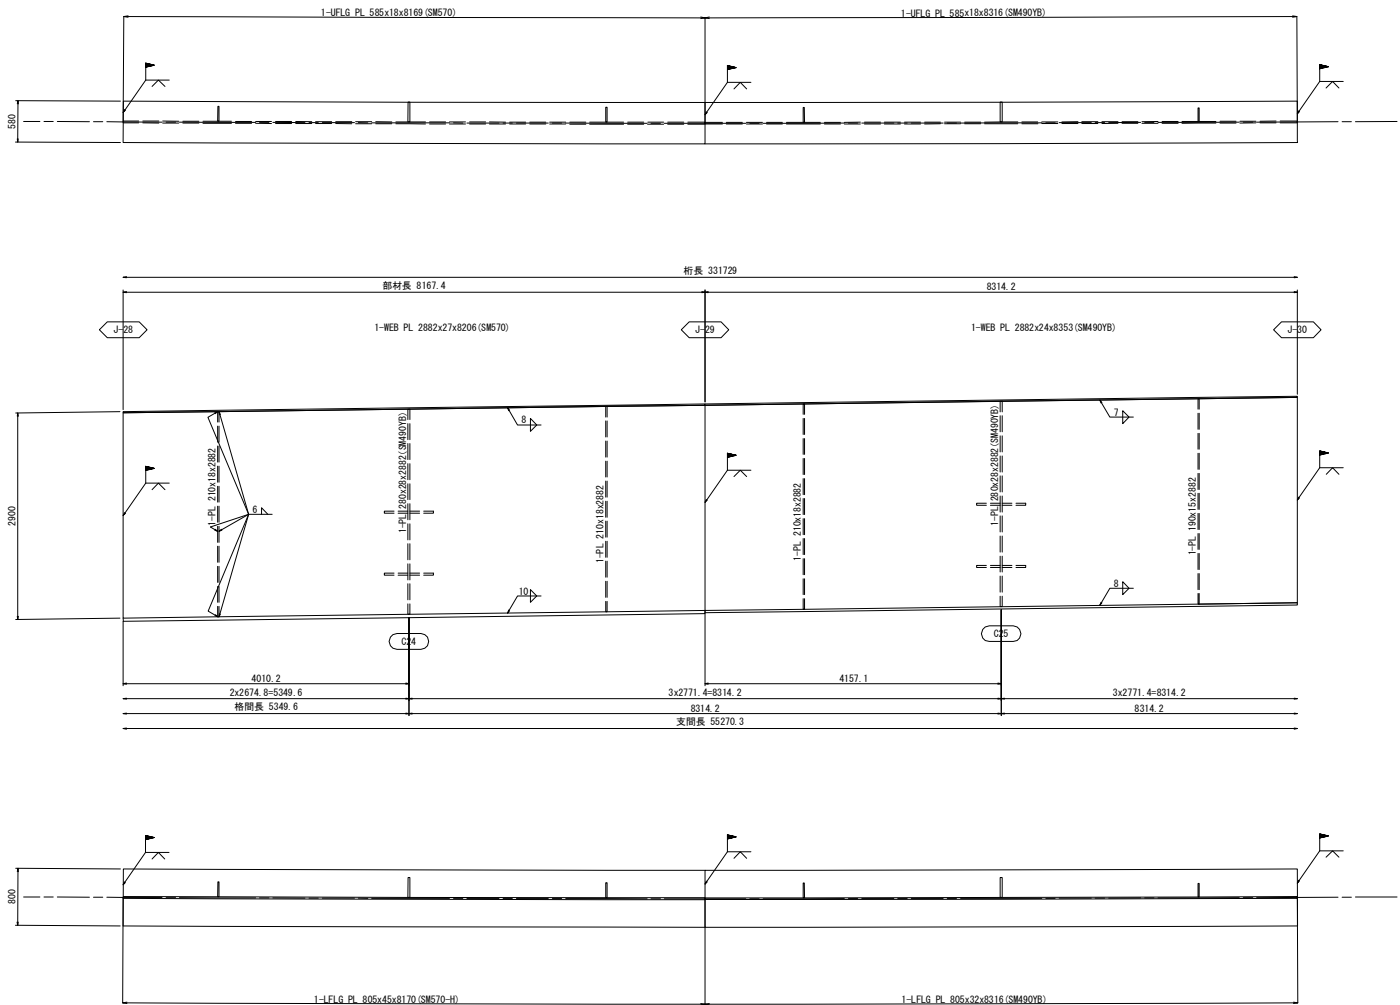 1-UFLG PL 585x18x8169(SM570)
1-UFLG PL 585x18x8316(SM490YB)
580
桁長 331729
部材長 8167.4
8314.2
J-28
1-WEB PL 2882x27x8206(SM570)
J-29
1-WEB PL 2882x24x8353(SM490YB)
J-30
2900
1-PL 210x18x2882
6
1-PL 280x28x2882(SM490YB)
8
10
1-PL 210x18x2882
1-PL 210x18x2882
1-PL 280x28x2882(SM490YB)
7
8
1-PL 190x15x2882
C24
C25
4010.2
4157.1
2x2674.8=5349.6
3x2771.4=8314.2
3x2771.4=8314.2
格間長 5349.6
8314.2
8314.2
支間長 55270.3
800
1-LFLG PL 805x45x8170(SM570-H)
1-LFLG PL 805x32x8316(SM490YB)